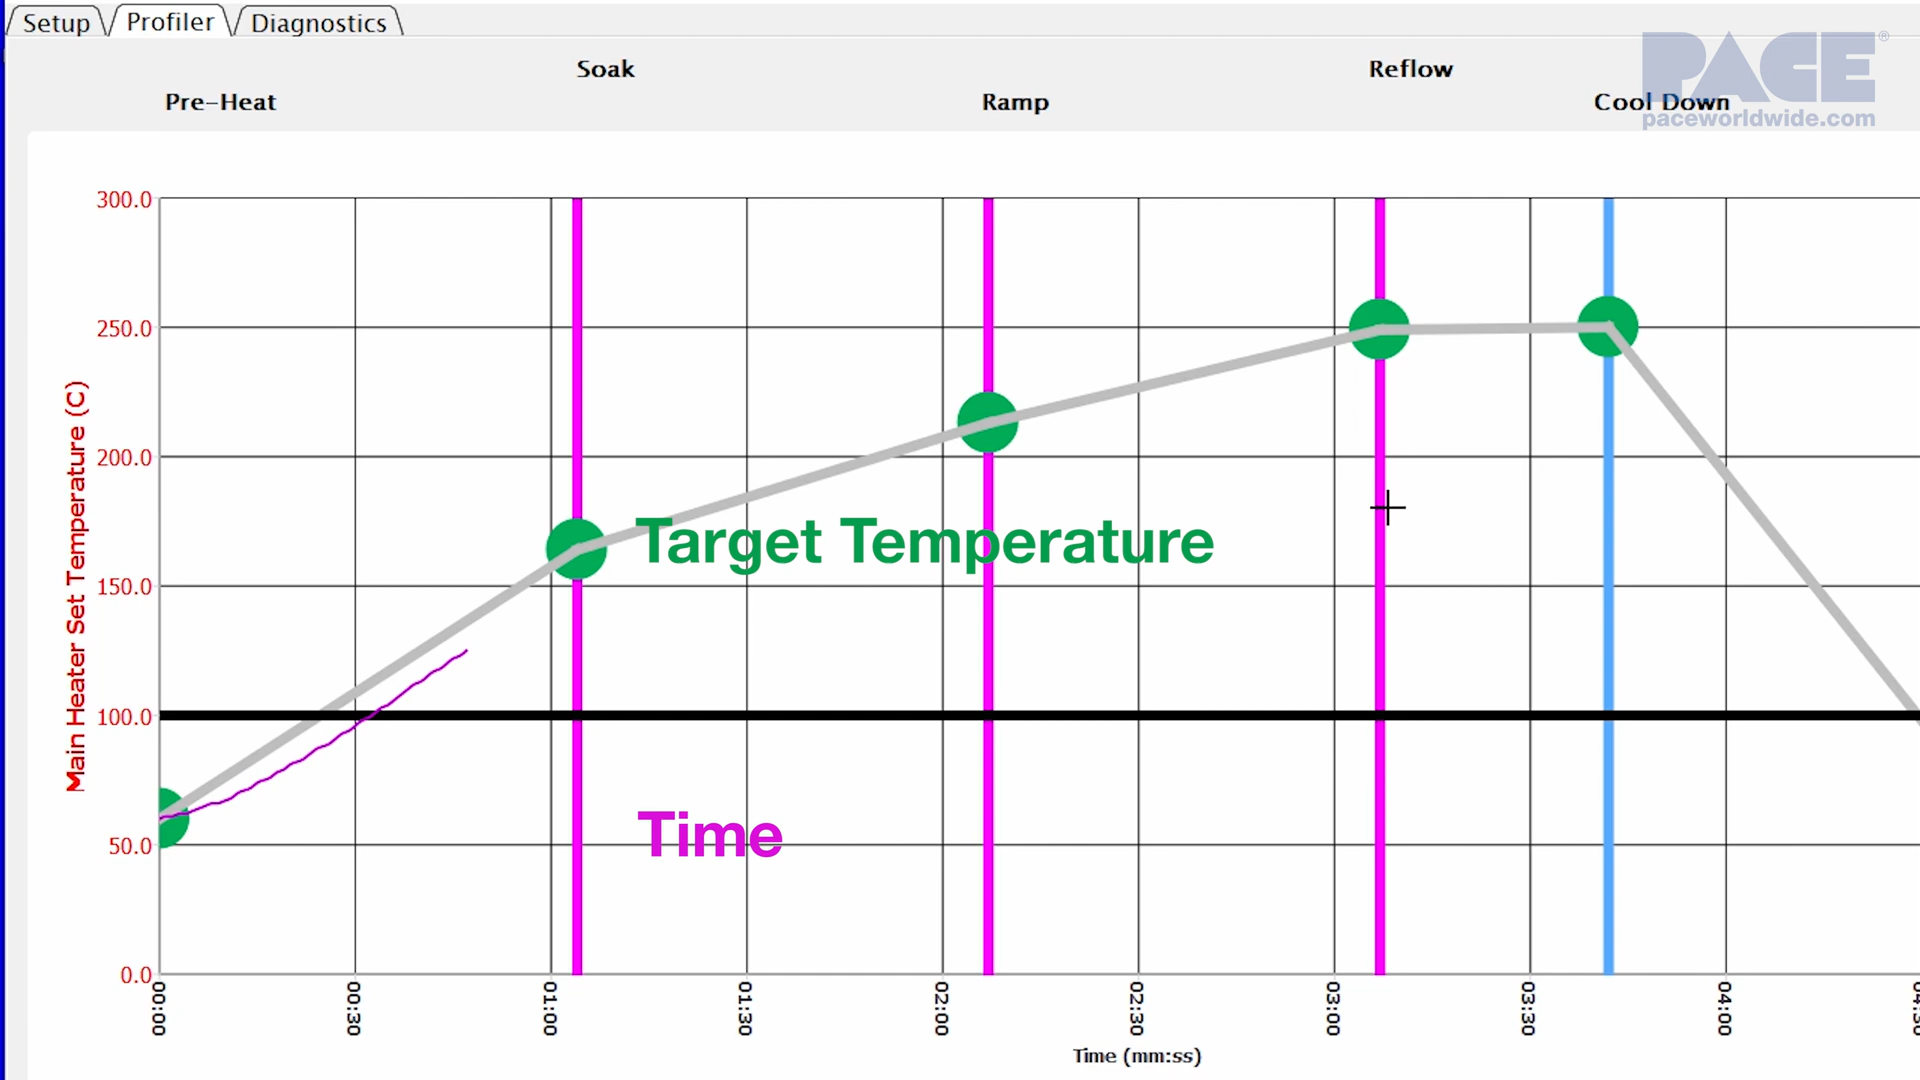 Setup Profiler Diagnostics
PACE®
paceworldwide.com
Soak Reflow
Pre-Heat Ramp Cool Down
Main Heater Set Temperature (C)
300.0
250.0
200.0
150.0
100.0
50.0
0.0
Target Temperature
Time
00:00 00:30 01:00 01:30 02:00 02:30 03:00 03:30 04:00
Time (mm:ss)